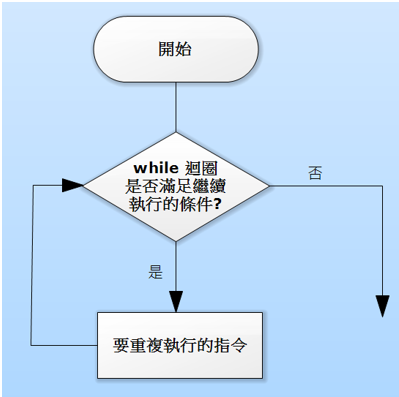 開始
while 迴圈
是否滿足繼續
執行的條件?
否
是
要重複執行的指令